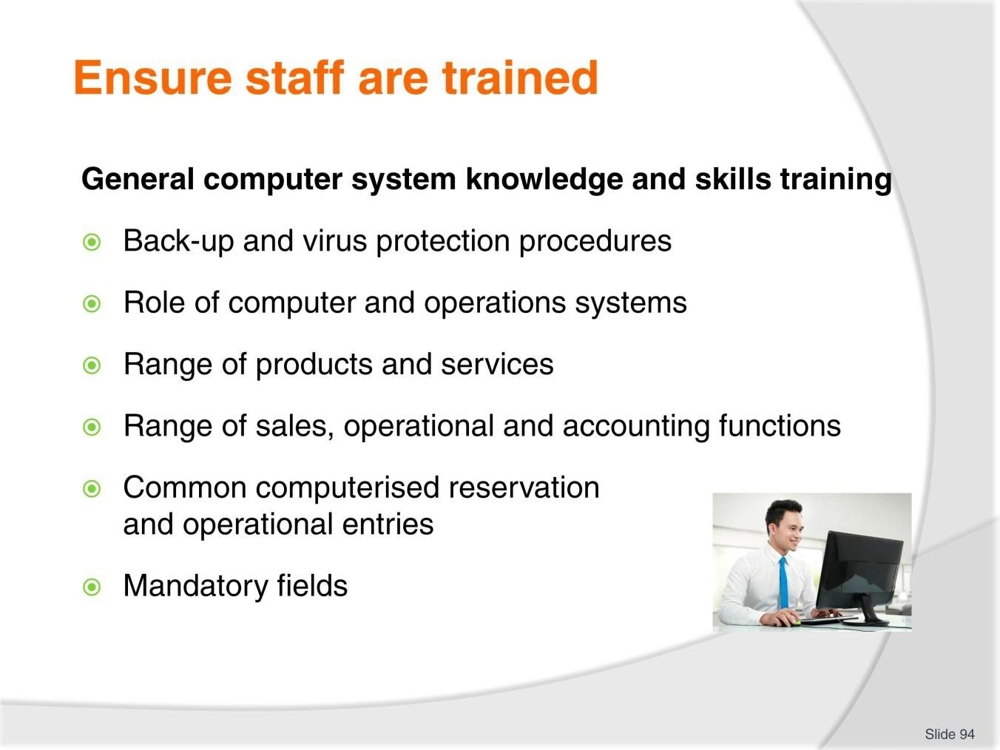 Ensure staff are trained
General computer system knowledge and skills training
Back-up and virus protection procedures
Role of computer and operations systems
Range of products and services
Range of sales, operational and accounting functions
Common computerised reservation
and operational entries
Mandatory fields
Slide 94